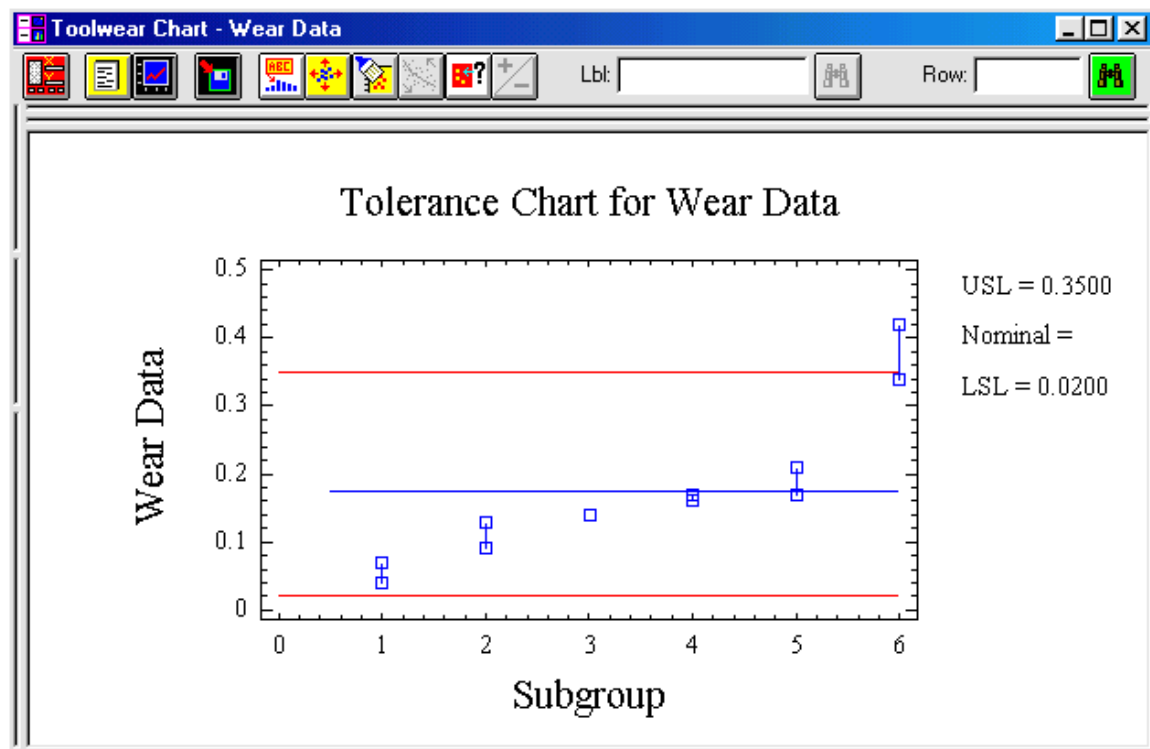 Toolwear Chart - Wear Data
ABC
Lbl:
Row:
Tolerance Chart for Wear Data
USL = 0.3500
Nominal =
LSL = 0.0200
Wear Data
0.5
0.4
0.3
0.2
0.1
0
0 1 2 3 4 5 6
Subgroup